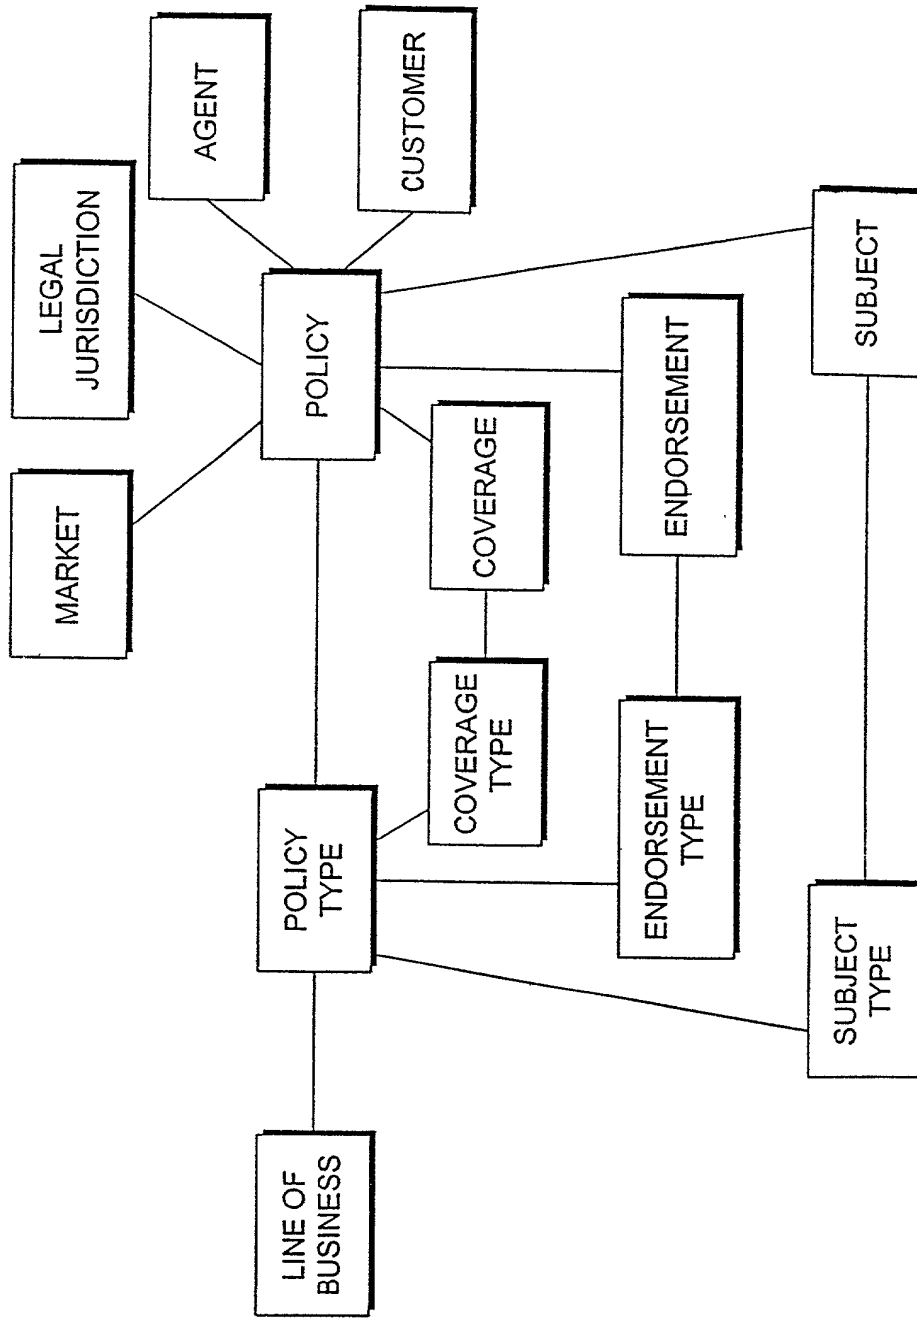 MARKET
LEGAL
JURISDICTION
AGENT
LINE OF
BUSINESS
POLICY
TYPE
POLICY
CUSTOMER
COVERAGE
TYPE
COVERAGE
ENDORSEMENT
TYPE
ENDORSEMENT
SUBJECT
TYPE
SUBJECT